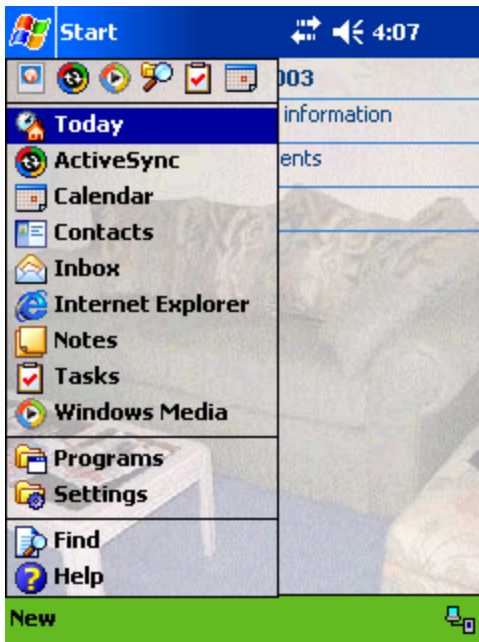 Start 4:07
003
Today
information
ActiveSync
ents
Calendar
Contacts
Inbox
Internet Explorer
Notes
Tasks
Windows Media
Programs
Settings
Find
Help
New